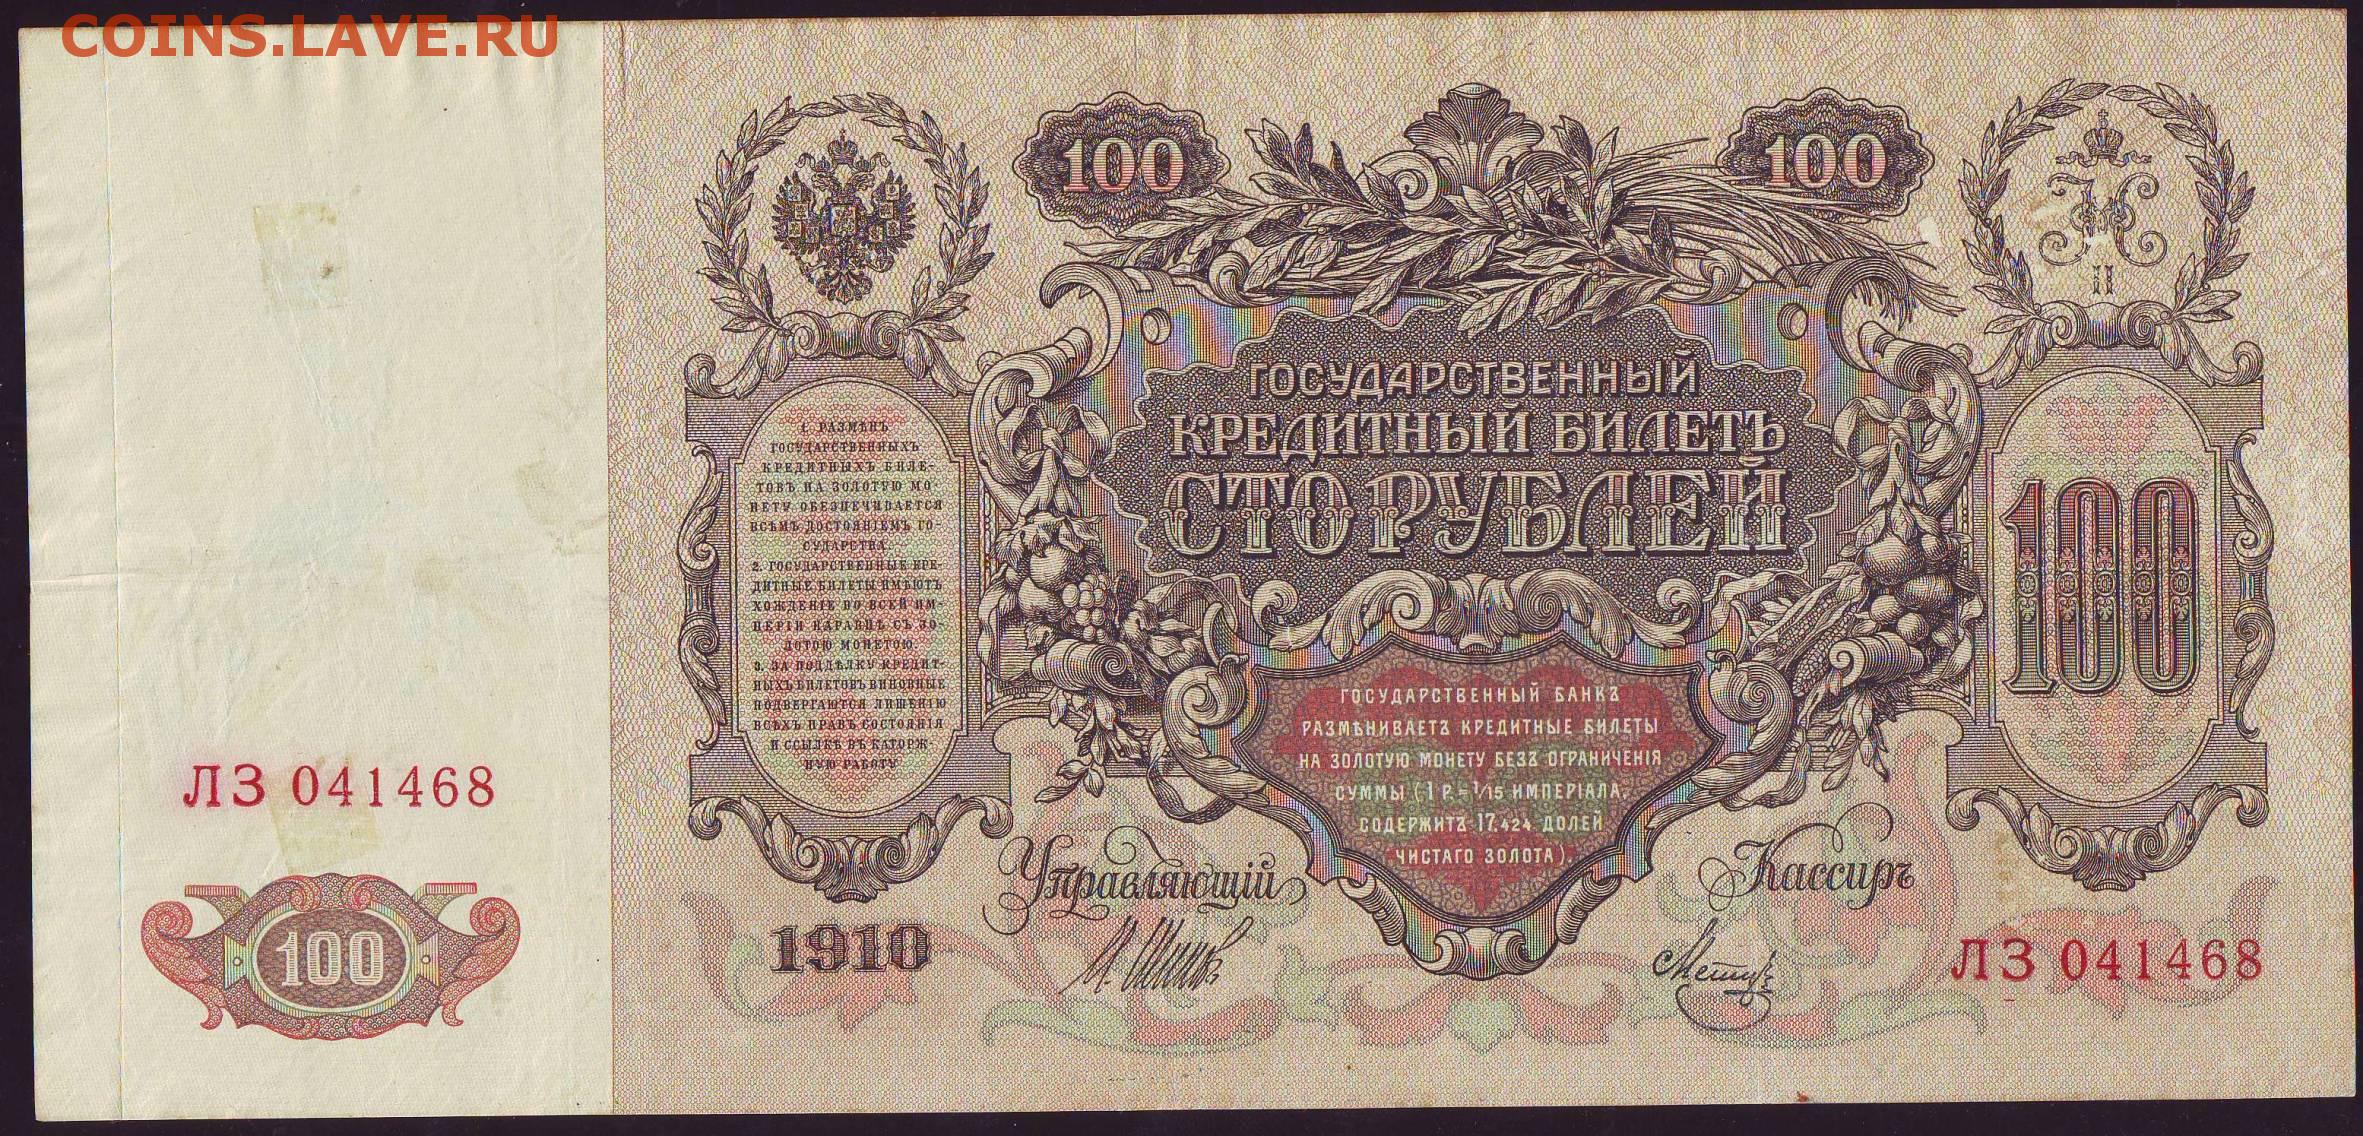 COINS.LAVE.RU
100
100
II
ГОСУДАРСТВЕННЫЙ
КРЕДИТНЫЙ БИЛЕТЪ
СТО РУБЛЕЙ
1. РАЗМѢНЪ
ГОСУДАРСТВЕННЫХЪ
КРЕДИТНЫХЪ БИЛЕ-
ТОВЪ НА ЗОЛОТУЮ МО-
НЕТУ ОБЕЗПЕЧИВАЕТСЯ
ВСѢМЪ ДОСТОЯНІЕМЪ ГО-
СУДАРСТВА.
2. ГОСУДАРСТВЕННЫЕ КРЕ-
ДИТНЫЕ БИЛЕТЫ ИМѢЮТЪ
ХОЖДЕНІЕ ВО ВСЕЙ ИМ-
ПЕРІИ НАРАВНѢ СЪ ЗО-
ЛОТОЮ МОНЕТОЮ.
3. ЗА ПОДДѢЛКУ КРЕДИТ-
НЫХЪ БИЛЕТОВЪ ВИНОВНЫЕ
ПОДВЕРГАЮТСЯ ЛИШЕНІЮ
ВСѢХЪ ПРАВЪ СОСТОЯНІЯ
И ССЫЛКѢ ВЪ КАТОРЖ-
НУЮ РАБОТУ
100
ГОСУДАРСТВЕННЫЙ БАНКЪ
РАЗМѢНИВАЕТЪ КРЕДИТНЫЕ БИЛЕТЫ
НА ЗОЛОТУЮ МОНЕТУ БЕЗЪ ОГРАНИЧЕНІЯ
СУММЫ (1 Р. = 1/15 ИМПЕРІАЛА,
СОДЕРЖИТЪ 17,424 ДОЛЕЙ
ЧИСТАГО ЗОЛОТА).
ЛЗ 041468
100
Управляющій
Кассиръ
1910
ЛЗ 041468